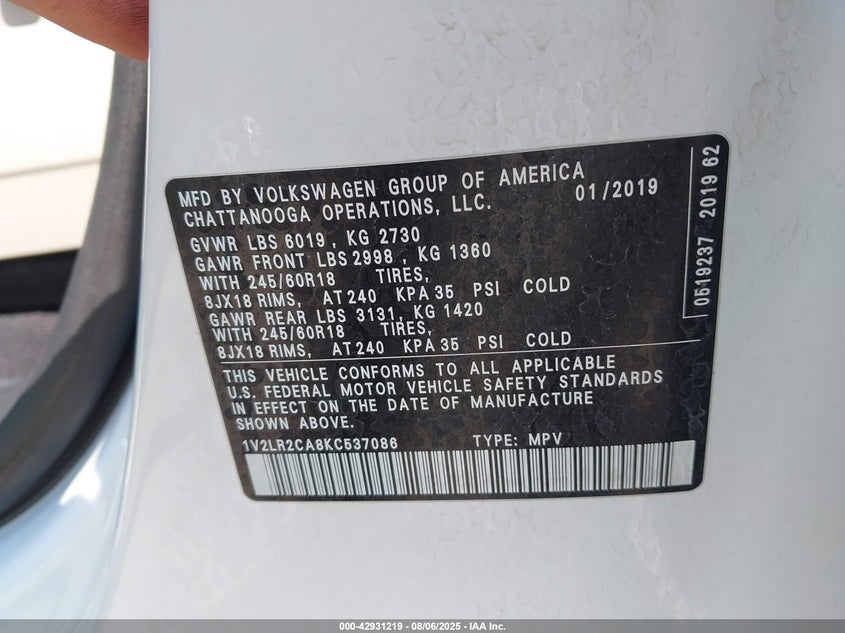 MFD BY VOLKSWAGEN GROUP OF AMERICA 01/2019
CHATTANOOGA OPERATIONS, LLC.
GVWR LBS 6019, KG 2730
GAWR FRONT LBS 2998, KG 1360
WITH 245/60R18 TIRES,
8JX18 RIMS, AT 240 KPA 35 PSI COLD
GAWR REAR LBS 3131, KG 1420
WITH 245/60R18 TIRES,
8JX18 RIMS, AT 240 KPA 35 PSI COLD
THIS VEHICLE CONFORMS TO ALL APPLICABLE
U.S. FEDERAL MOTOR VEHICLE SAFETY STANDARDS
IN EFFECT ON THE DATE OF MANUFACTURE
SHOWN ABOVE.
1V2LR2CA8KC537086 TYPE: MPV
0519237 2019 62
000-42931219 - 08/06/2025 - IAA Inc.